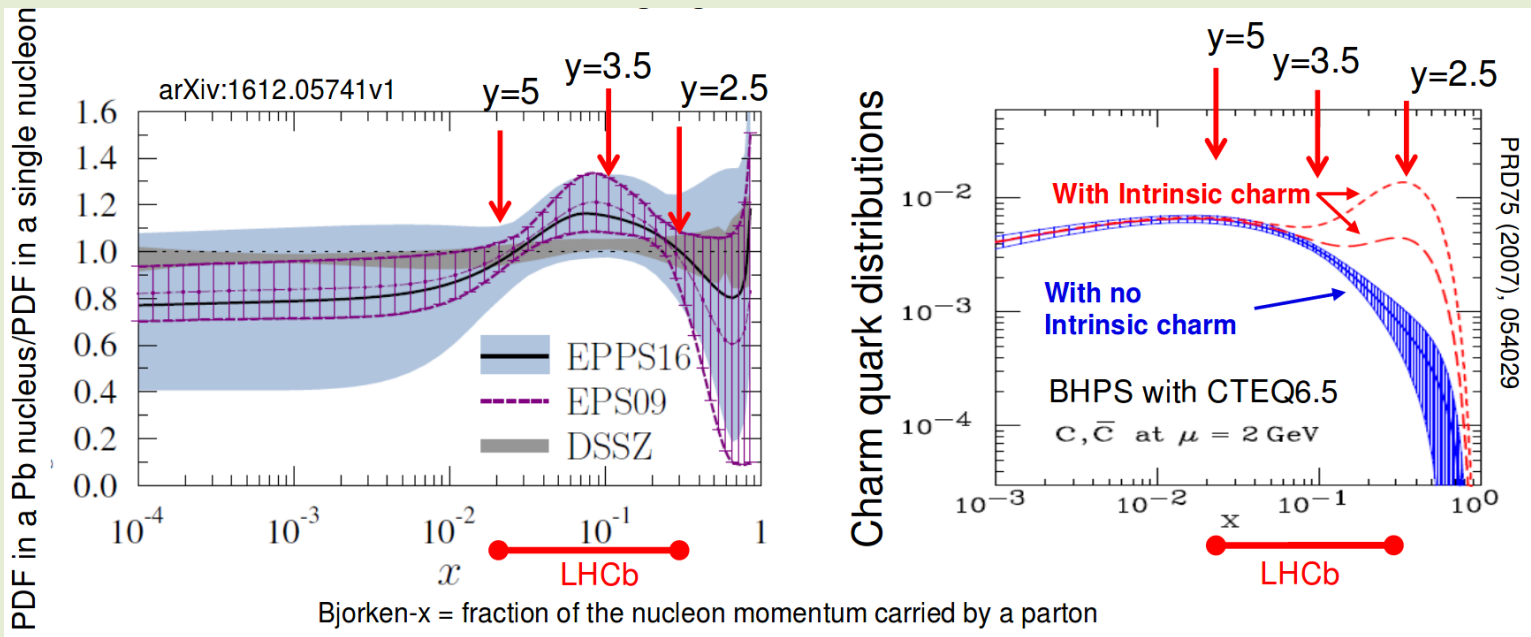 PDF in a Pb nucleus/PDF in a single nucleon
arXiv:1612.05741v1
y=5
y=3.5
y=2.5
1.6
1.4
1.2
1.0
0.8
0.6
0.4
0.2
0.0
EPPS16
EPS09
DSSZ
10⁻⁴ 10⁻³ 10⁻² 10⁻¹ 1
x
LHCb
Charm quark distributions
y=5
y=3.5
y=2.5
10⁻²
10⁻³
10⁻⁴
With Intrinsic charm
With no
Intrinsic charm
BHPS with CTEQ6.5
C, C̅ at μ = 2 GeV
10⁻³ 10⁻² 10⁻¹ 10⁰
x
LHCb
PRD75 (2007), 054029
Bjorken-x = fraction of the nucleon momentum carried by a parton